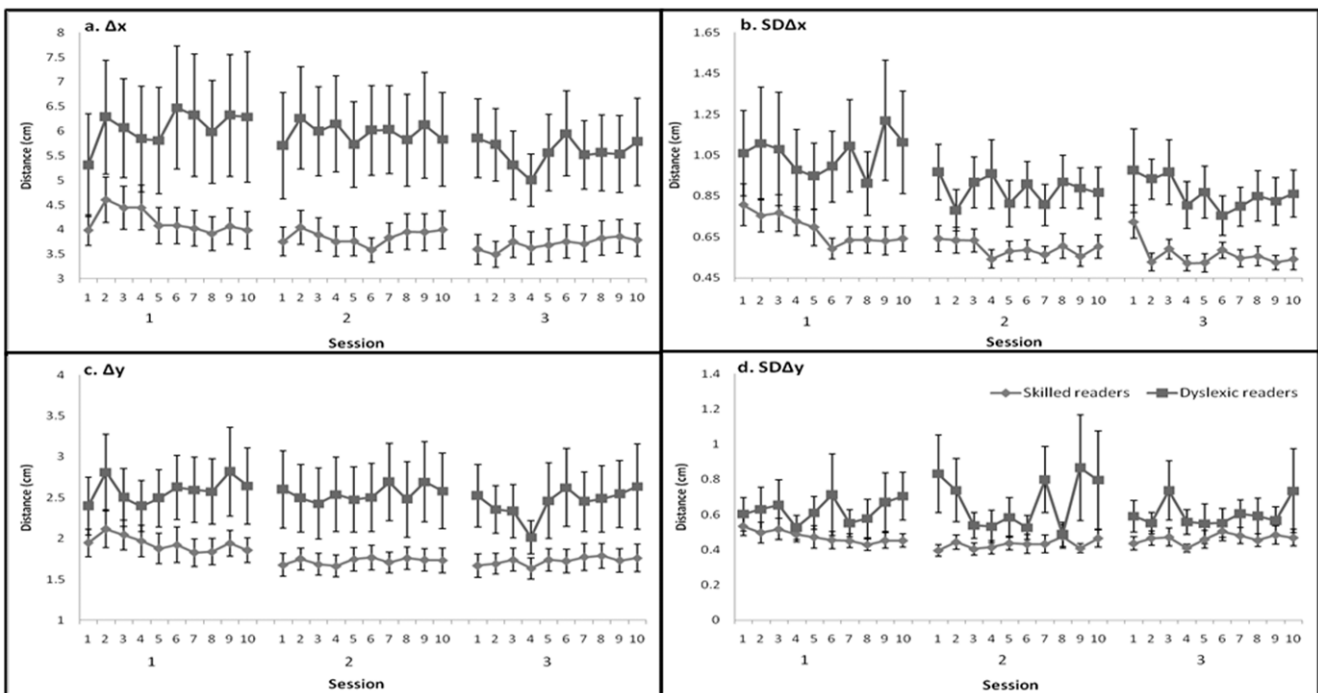 a. Δx
8
7.5
7
6.5
6
5.5
5
4.5
4
3.5
3
Distance (cm)
1 2 3 4 5 6 7 8 9 10 1 2 3 4 5 6 7 8 9 10 1 2 3 4 5 6 7 8 9 10
1 2 3
Session
b. SDΔx
1.65
1.45
1.25
1.05
0.85
0.65
0.45
Distance (cm)
1 2 3 4 5 6 7 8 9 10 1 2 3 4 5 6 7 8 9 10 1 2 3 4 5 6 7 8 9 10
1 2 3
Session
c. Δy
4
3.5
3
2.5
2
1.5
1
Distance (cm)
1 2 3 4 5 6 7 8 9 10 1 2 3 4 5 6 7 8 9 10 1 2 3 4 5 6 7 8 9 10
1 2 3
Session
d. SDΔy
Skilled readers Dyslexic readers
1.4
1.2
1
0.8
0.6
0.4
0.2
0
Distance (cm)
1 2 3 4 5 6 7 8 9 10 1 2 3 4 5 6 7 8 9 10 1 2 3 4 5 6 7 8 9 10
1 2 3
Session